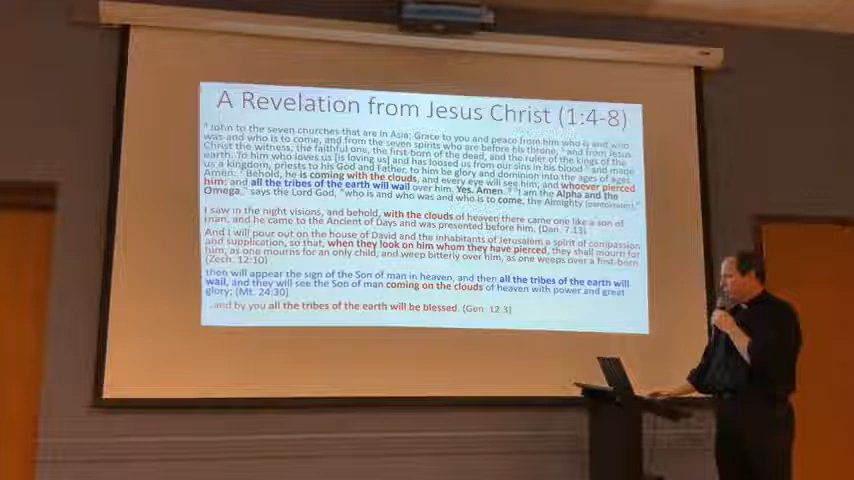 A Revelation from Jesus Christ (1:4-8)
⁴ John to the seven churches that are in Asia: Grace to you and peace from him who is and who
was and who is to come, and from the seven spirits who are before his throne, ⁵ and from Jesus
Christ the witness, the faithful one, the first-born of the dead, and the ruler of the kings of the
earth. To him who loves us [is loving us] and has loosed us from our sins in his blood ⁶ and made
us a kingdom, priests to his God and Father, to him be glory and dominion into the ages of ages
Amen: ⁷ Behold, he is coming with the clouds, and every eye will see him, and whoever pierced
him; and all the tribes of the earth will wail over him. Yes. Amen. ⁸ "I am the Alpha and the
Omega," says the Lord God, "who is and who was and who is to come, the Almighty (pantokrator)."
I saw in the night visions, and behold, with the clouds of heaven there came one like a son of
man, and he came to the Ancient of Days and was presented before him. (Dan. 7:13)
And I will pour out on the house of David and the inhabitants of Jerusalem a spirit of compassion
and supplication, so that, when they look on him whom they have pierced, they shall mourn for
him, as one mourns for an only child, and weep bitterly over him, as one weeps over a first-born.
(Zech. 12:10)
then will appear the sign of the Son of man in heaven, and then all the tribes of the earth will
wail, and they will see the Son of man coming on the clouds of heaven with power and great
glory; (Mt. 24:30)
...and by you all the tribes of the earth will be blessed. (Gen. 12:3)